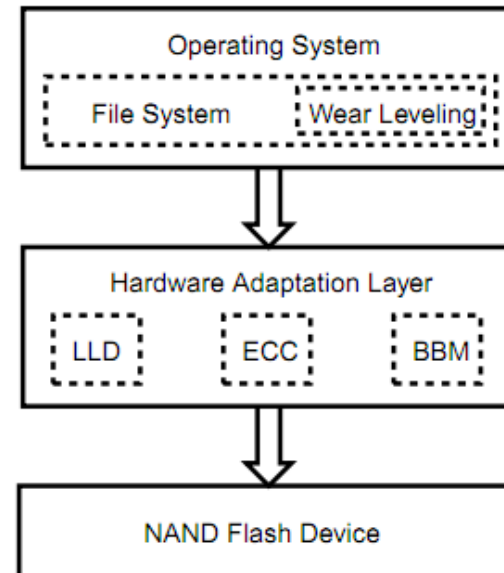 Operating System
File System Wear Leveling
Hardware Adaptation Layer
LLD ECC BBM
NAND Flash Device